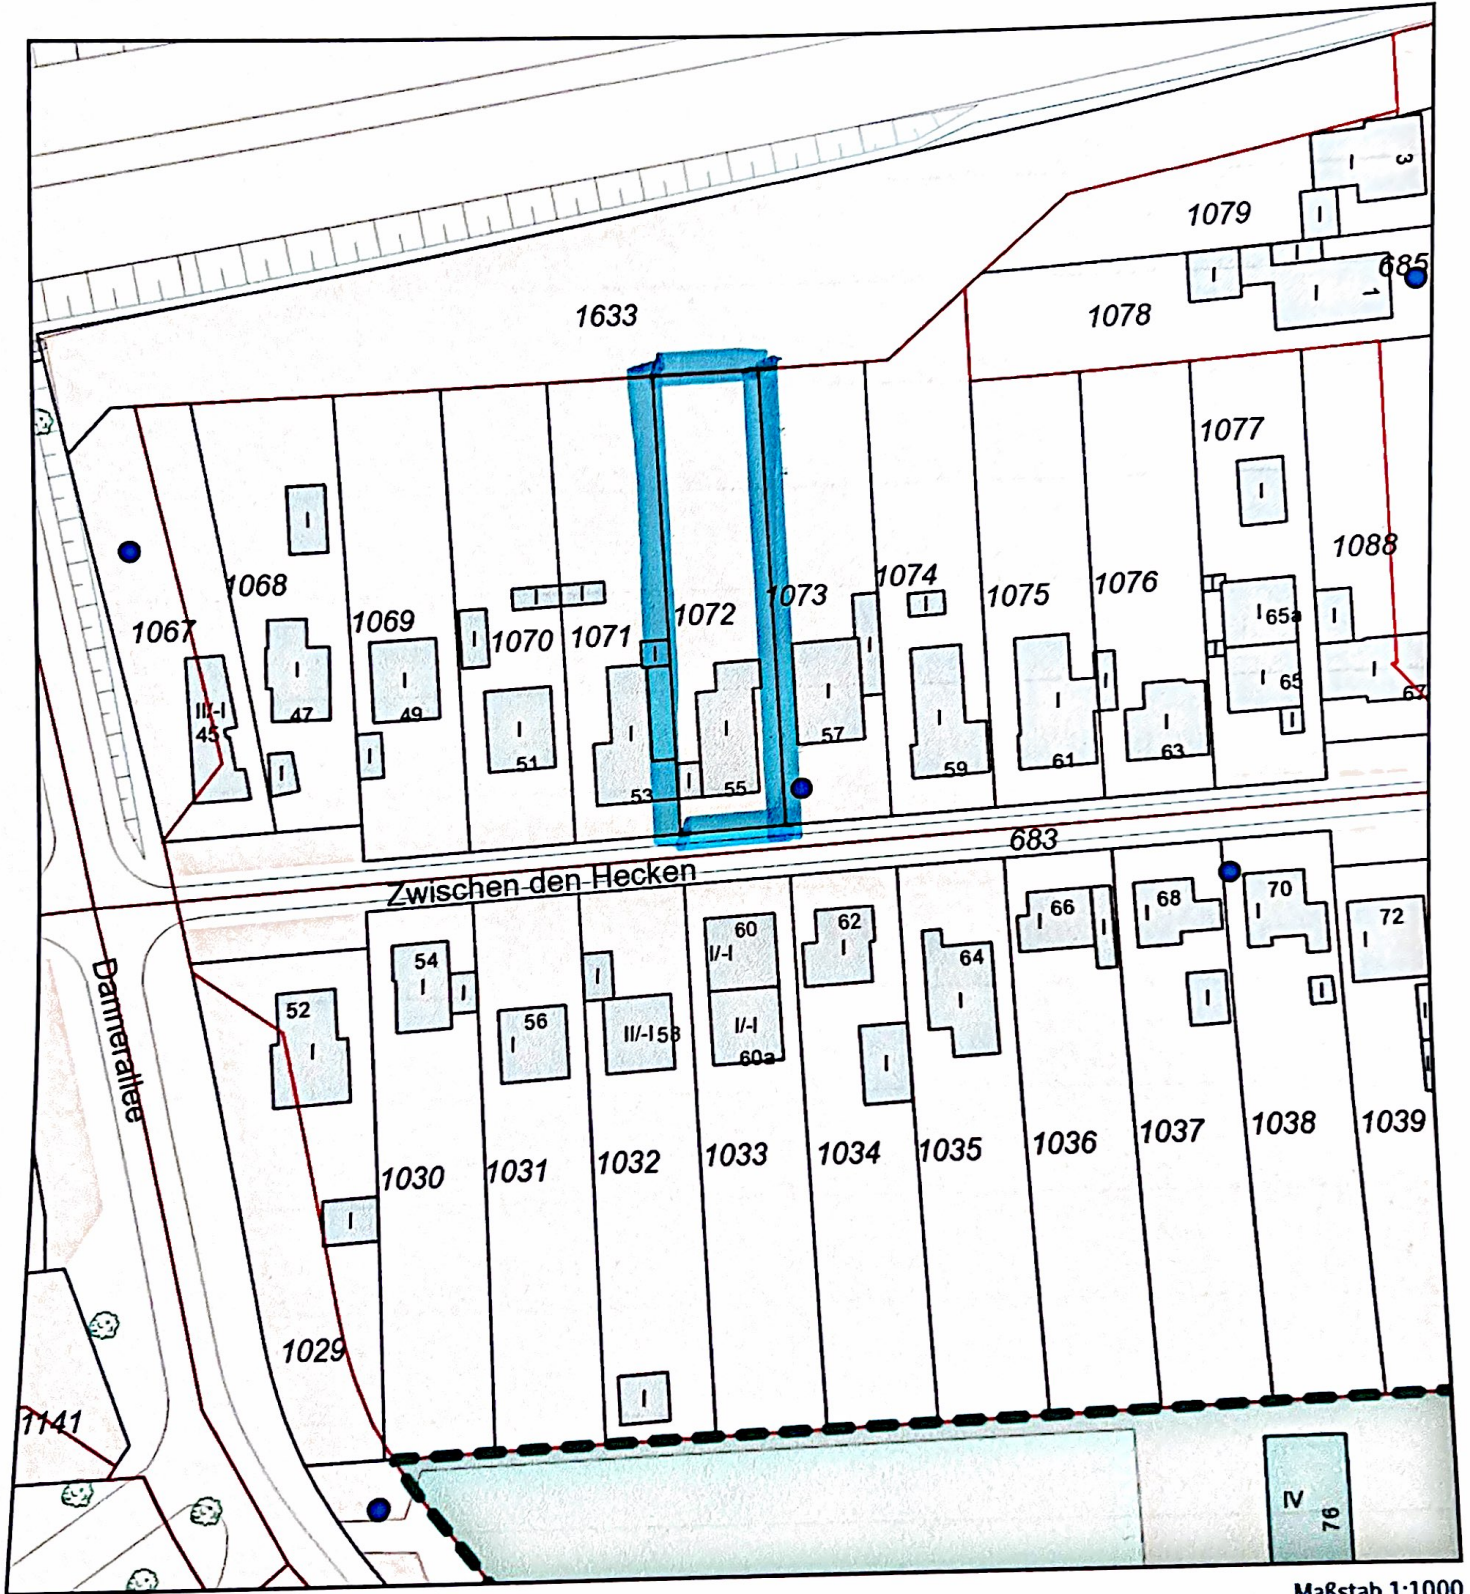 3
I
1079
I
I
685
I
I
1
1633
1078
1077
I
I
1088
1068
1074
1073
1076
1075
I
I
1072
I
I
65a
I
1069
1067
1070
1071
I
I
I
I
I
I
II/-I
45
47
49
I
51
I
53
I
I
55
I
57
I
59
I
61
I
I
63
I
65
I
I
67
I
I
683
Zwischen den Hecken
Dannerallee
52
I
54
I
I
56
I
I
II/-I 58
60
I/-I
I/-I
60a
62
I
I
64
I
66
I
I
68
I
I
70
I
I
72
I
I
I
1030
1031
1032
1033
1034
1035
1036
1037
1038
1039
I
1029
1141
I
IV
76
Maßstab 1:1000